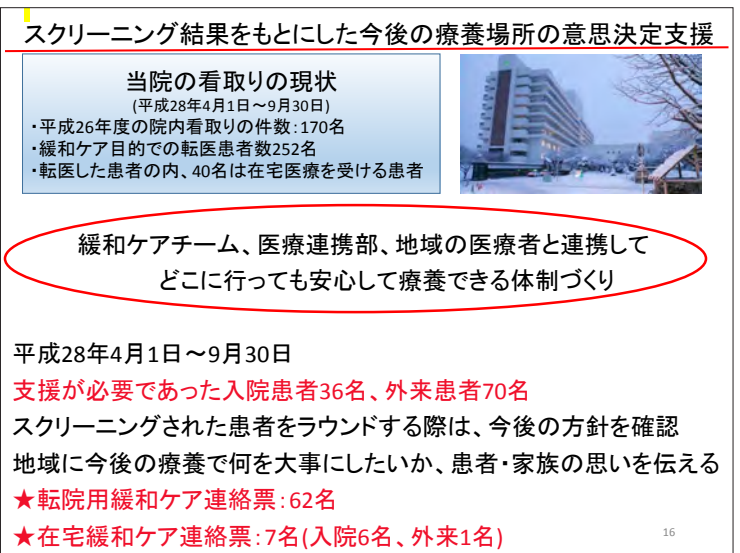 スクリーニング結果をもとにした今後の療養場所の意思決定支援
当院の看取りの現状
(平成28年4月1日～9月30日)
・平成26年度の院内看取りの件数：170名
・緩和ケア目的での転医患者数252名
・転医した患者の内、40名は在宅医療を受ける患者
緩和ケアチーム、医療連携部、地域の医療者と連携して
どこに行っても安心して療養できる体制づくり
平成28年4月1日～9月30日
支援が必要であった入院患者36名、外来患者70名
スクリーニングされた患者をラウンドする際は、今後の方針を確認
地域に今後の療養で何を大事にしたいか、患者・家族の思いを伝える
★転院用緩和ケア連絡票：62名
★在宅緩和ケア連絡票：7名(入院6名、外来1名)
16